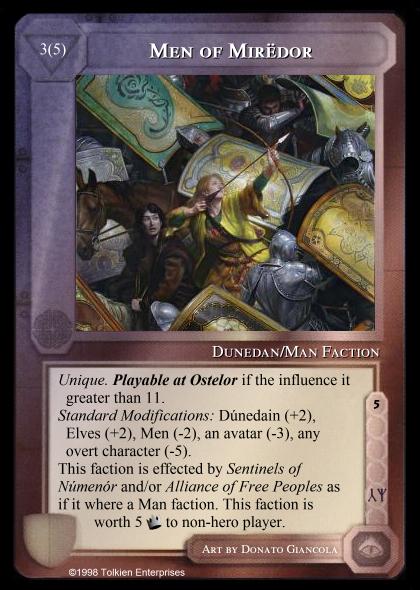 3(5)
MEN OF MIRËDOR
DUNEDAN/MAN FACTION
Unique. Playable at Ostelor if the influence it
greater than 11.
Standard Modifications: Dúnedain (+2),
Elves (+2), Men (-2), an avatar (-3), any
overt character (-5).
This faction is effected by Sentinels of
Númenór and/or Alliance of Free Peoples as
if it where a Man faction. This faction is
worth 5 to non-hero player.
5
ART BY DONATO GIANCOLA
©1998 Tolkien Enterprises